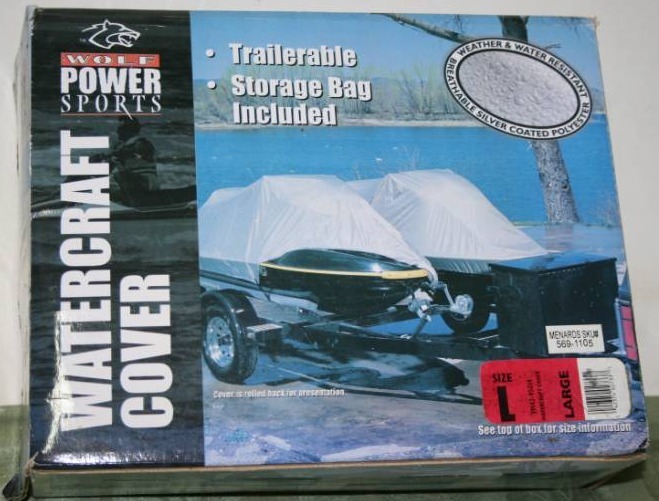 WOLF
POWER
SPORTS
WATERCRAFT
COVER
• Trailerable
• Storage Bag
Included
WEATHER & WATER RESISTANT
BREATHABLE SILVER COATED POLYESTER
MENARDS SKU#
569-1105
SIZE
L
LARGE
Cover is rolled back for presentation
See top of box for size information